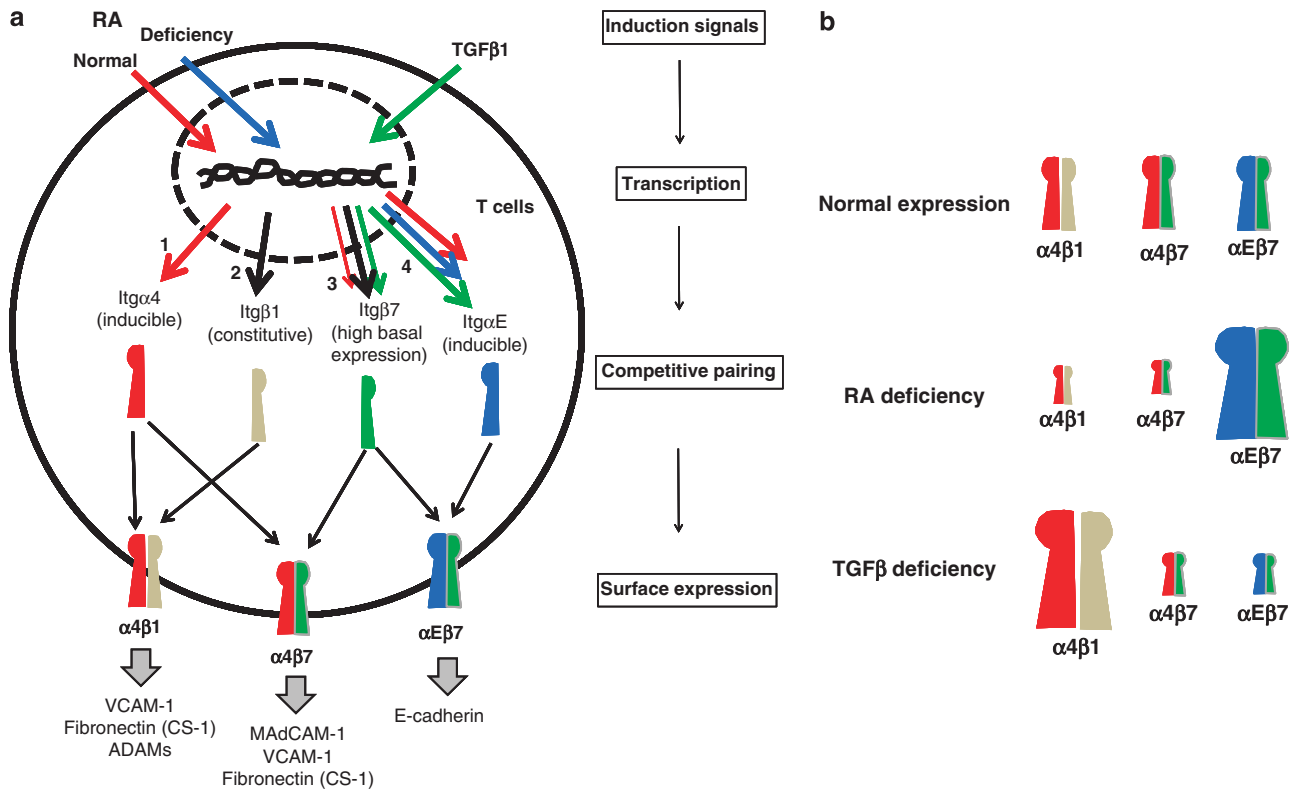 a
RA
Deficiency
Normal
TGFβ1
T cells
1
2
3
4
Itgα4
(inducible)
Itgβ1
(constitutive)
Itgβ7
(high basal
expression)
ItgαE
(inducible)
α4β1
α4β7
αEβ7
VCAM-1
Fibronectin (CS-1)
ADAMs
MAdCAM-1
VCAM-1
Fibronectin (CS-1)
E-cadherin
Induction signals
Transcription
Competitive pairing
Surface expression
b
Normal expression
α4β1
α4β7
αEβ7
RA deficiency
α4β1
α4β7
αEβ7
TGFβ deficiency
α4β1
α4β7
αEβ7